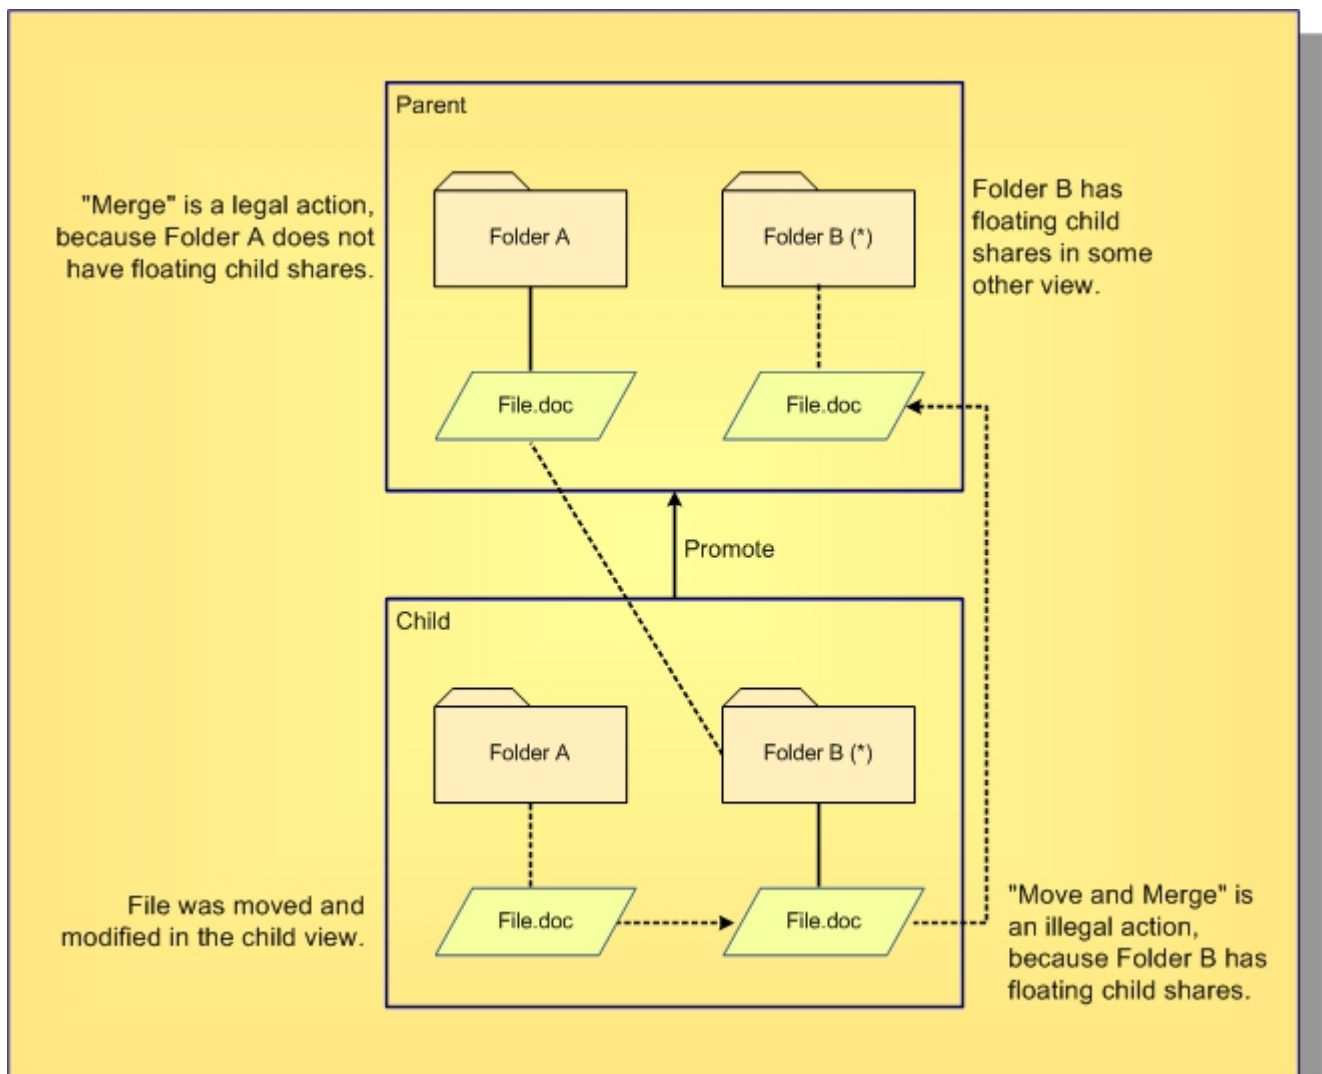 Parent
"Merge" is a legal action,
because Folder A does not
have floating child shares.
Folder A
Folder B (*)
Folder B has
floating child
shares in some
other view.
File.doc
File.doc
Promote
Child
Folder A
Folder B (*)
File was moved and
modified in the child view.
File.doc
File.doc
"Move and Merge" is
an illegal action,
because Folder B has
floating child shares.